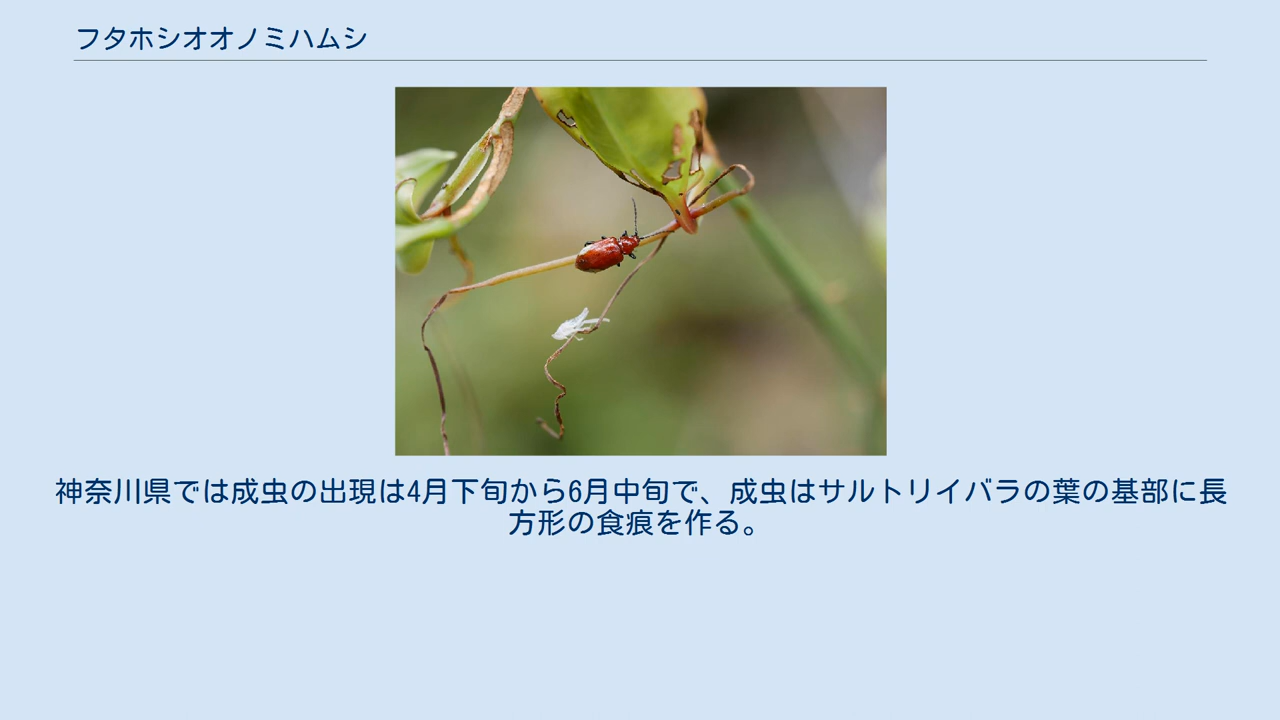 フタホシオオノミハムシ
神奈川県では成虫の出現は4月下旬から6月中旬で、成虫はサルトリイバラの葉の基部に長
方形の食痕を作る。